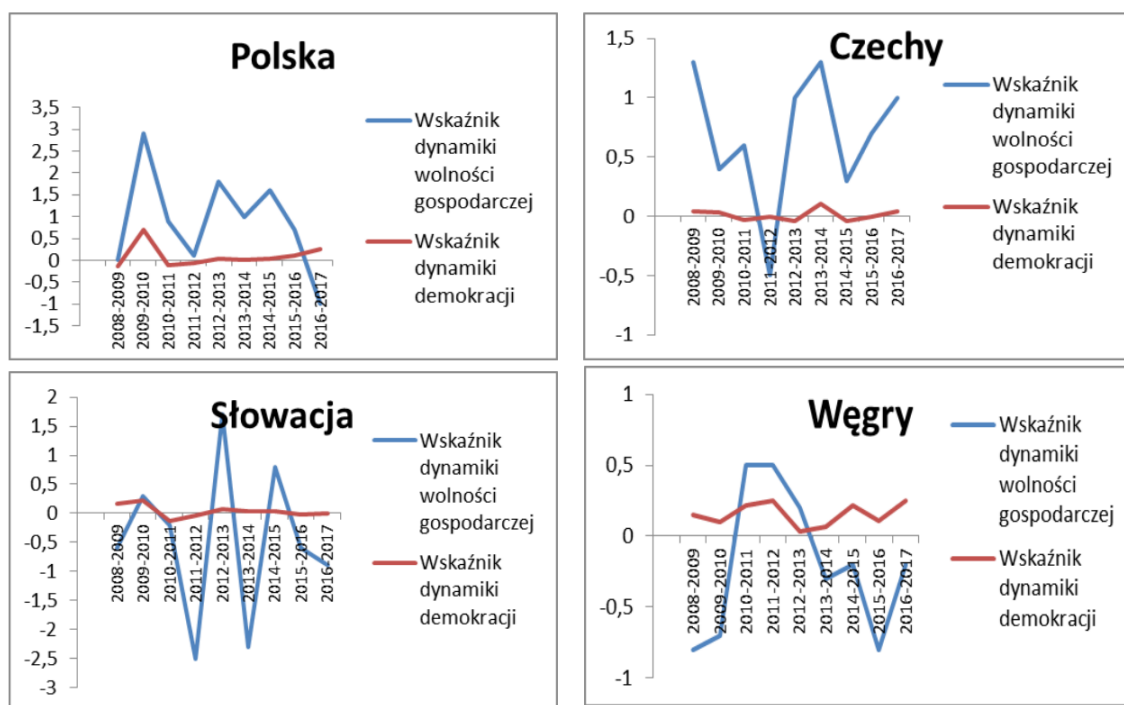 Polska
3,5
3
2,5
2
1,5
1
0,5
0
-0,5
-1
-1,5
2008-2009
2009-2010
2010-2011
2011-2012
2012-2013
2013-2014
2014-2015
2015-2016
2016-2017
Wskaźnik
dynamiki
wolności
gospodarczej
Wskaźnik
dynamiki
demokracji
Czechy
1,5
1
0,5
0
-0,5
-1
2008-2009
2009-2010
2010-2011
2011-2012
2012-2013
2013-2014
2014-2015
2015-2016
2016-2017
Wskaźnik
dynamiki
wolności
gospodarczej
Wskaźnik
dynamiki
demokracji
Słowacja
2
1,5
1
0,5
0
-0,5
-1
-1,5
-2
-2,5
-3
2008-2009
2009-2010
2010-2011
2011-2012
2012-2013
2013-2014
2014-2015
2015-2016
2016-2017
Wskaźnik
dynamiki
wolności
gospodarczej
Wskaźnik
dynamiki
demokracji
Węgry
1
0,5
0
-0,5
-1
2008-2009
2009-2010
2010-2011
2011-2012
2012-2013
2013-2014
2014-2015
2015-2016
2016-2017
Wskaźnik
dynamiki
wolności
gospodarczej
Wskaźnik
dynamiki
demokracji